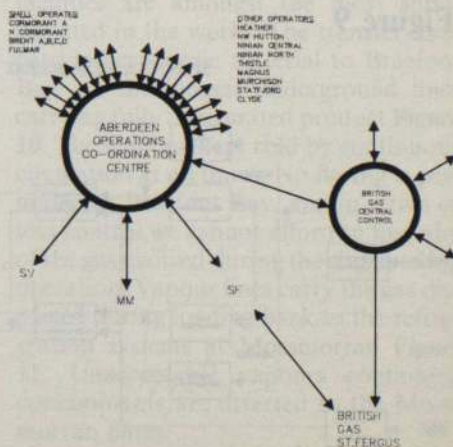 SHELL OPERATES
CORMORANT A
N CORMORANT
BRENT A,B,C,D
FULMAR
OTHER OPERATORS
HEATHER
NW HUTTON
NINIAN CENTRAL
NINIAN NORTH
THISTLE
MAGNUS
MURCHISON
STATFJORD
CLYDE
ABERDEEN
OPERATIONS
CO-ORDINATION
CENTRE
BRITISH
GAS
CENTRAL
CONTROL
SV
MM
SF
BRITISH
GAS
ST.FERGUS